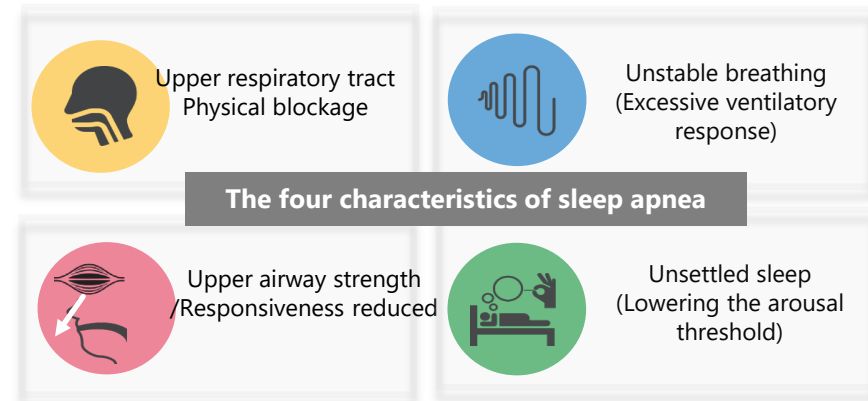 Upper respiratory tract
Physical blockage
Unstable breathing
(Excessive ventilatory
response)
The four characteristics of sleep apnea
Upper airway strength
/Responsiveness reduced
Unsettled sleep
(Lowering the arousal
threshold)